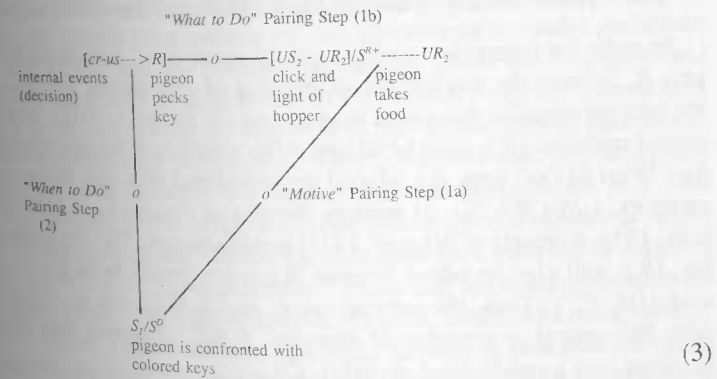 "What to Do" Pairing Step (1b)
[cr-us--->R]——o——[US₂ - UR₂]/Sᴿ⁺-------UR₂
internal events pigeon click and pigeon
(decision) pecks light of takes
key hopper food
"When to Do" o o "Motive" Pairing Step (1a)
Pairing Step
(2)
S₁/Sᴰ
pigeon is confronted with
colored keys
(3)